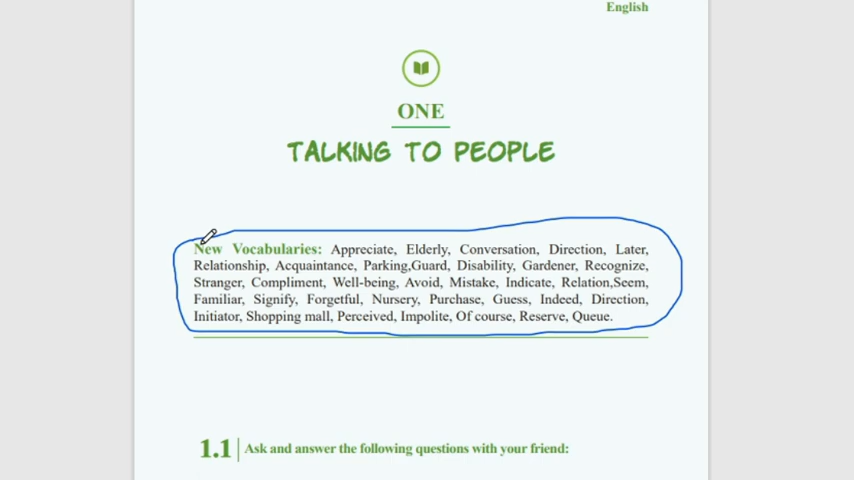 English
ONE
TALKING TO PEOPLE
New Vocabularies: Appreciate, Elderly, Conversation, Direction, Later,
Relationship, Acquaintance, Parking,Guard, Disability, Gardener, Recognize,
Stranger, Compliment, Well-being, Avoid, Mistake, Indicate, Relation,Seem,
Familiar, Signify, Forgetful, Nursery, Purchase, Guess, Indeed, Direction,
Initiator, Shopping mall, Perceived, Impolite, Of course, Reserve, Queue.
1.1 Ask and answer the following questions with your friend: